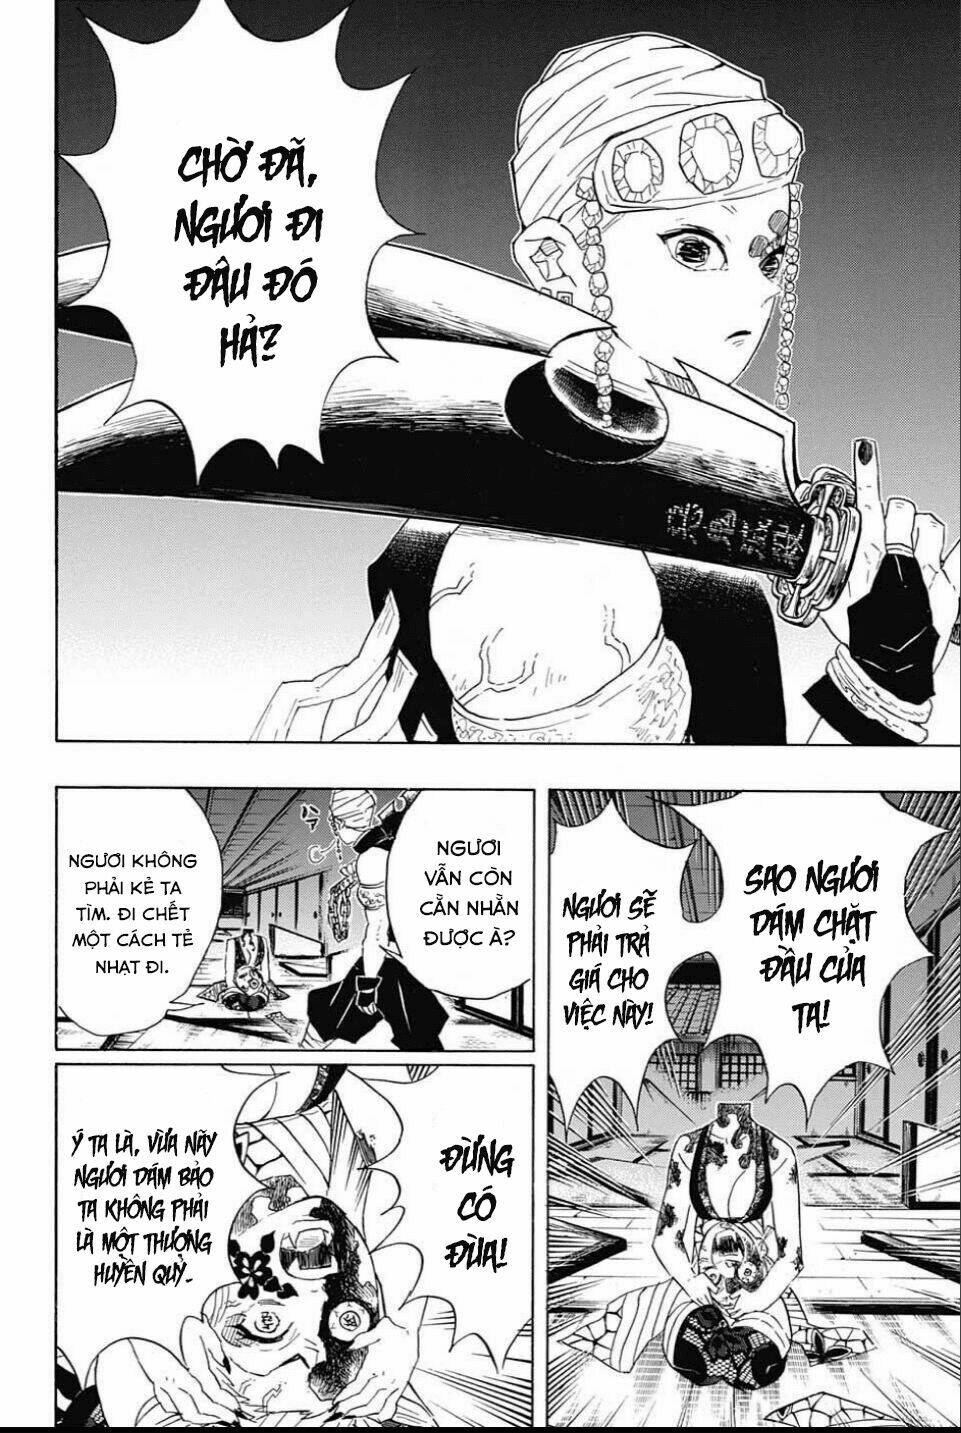 CHỜ ĐÃ,
NGƯƠI ĐI
ĐÂU ĐÓ
HẢ?
SAO NGƯƠI
DÁM CHẶT
ĐẦU CỦA
TA!
NGƯƠI SẼ
PHẢI TRẢ
GIÁ CHO
VIỆC NÀY!
NGƯƠI
VẪN CÒN
CẰN NHẰN
ĐƯỢC À?
NGƯƠI KHÔNG
PHẢI KẺ TA
TÌM. ĐI CHẾT
MỘT CÁCH TẺ
NHẠT ĐI.
ĐỪNG
CÓ
ĐÙA!
Ý TA LÀ, VỪA NÃY
NGƯƠI DÁM BẢO
TA KHÔNG PHẢI
LÀ MỘT THƯỢNG
HUYỀN QUỶ..